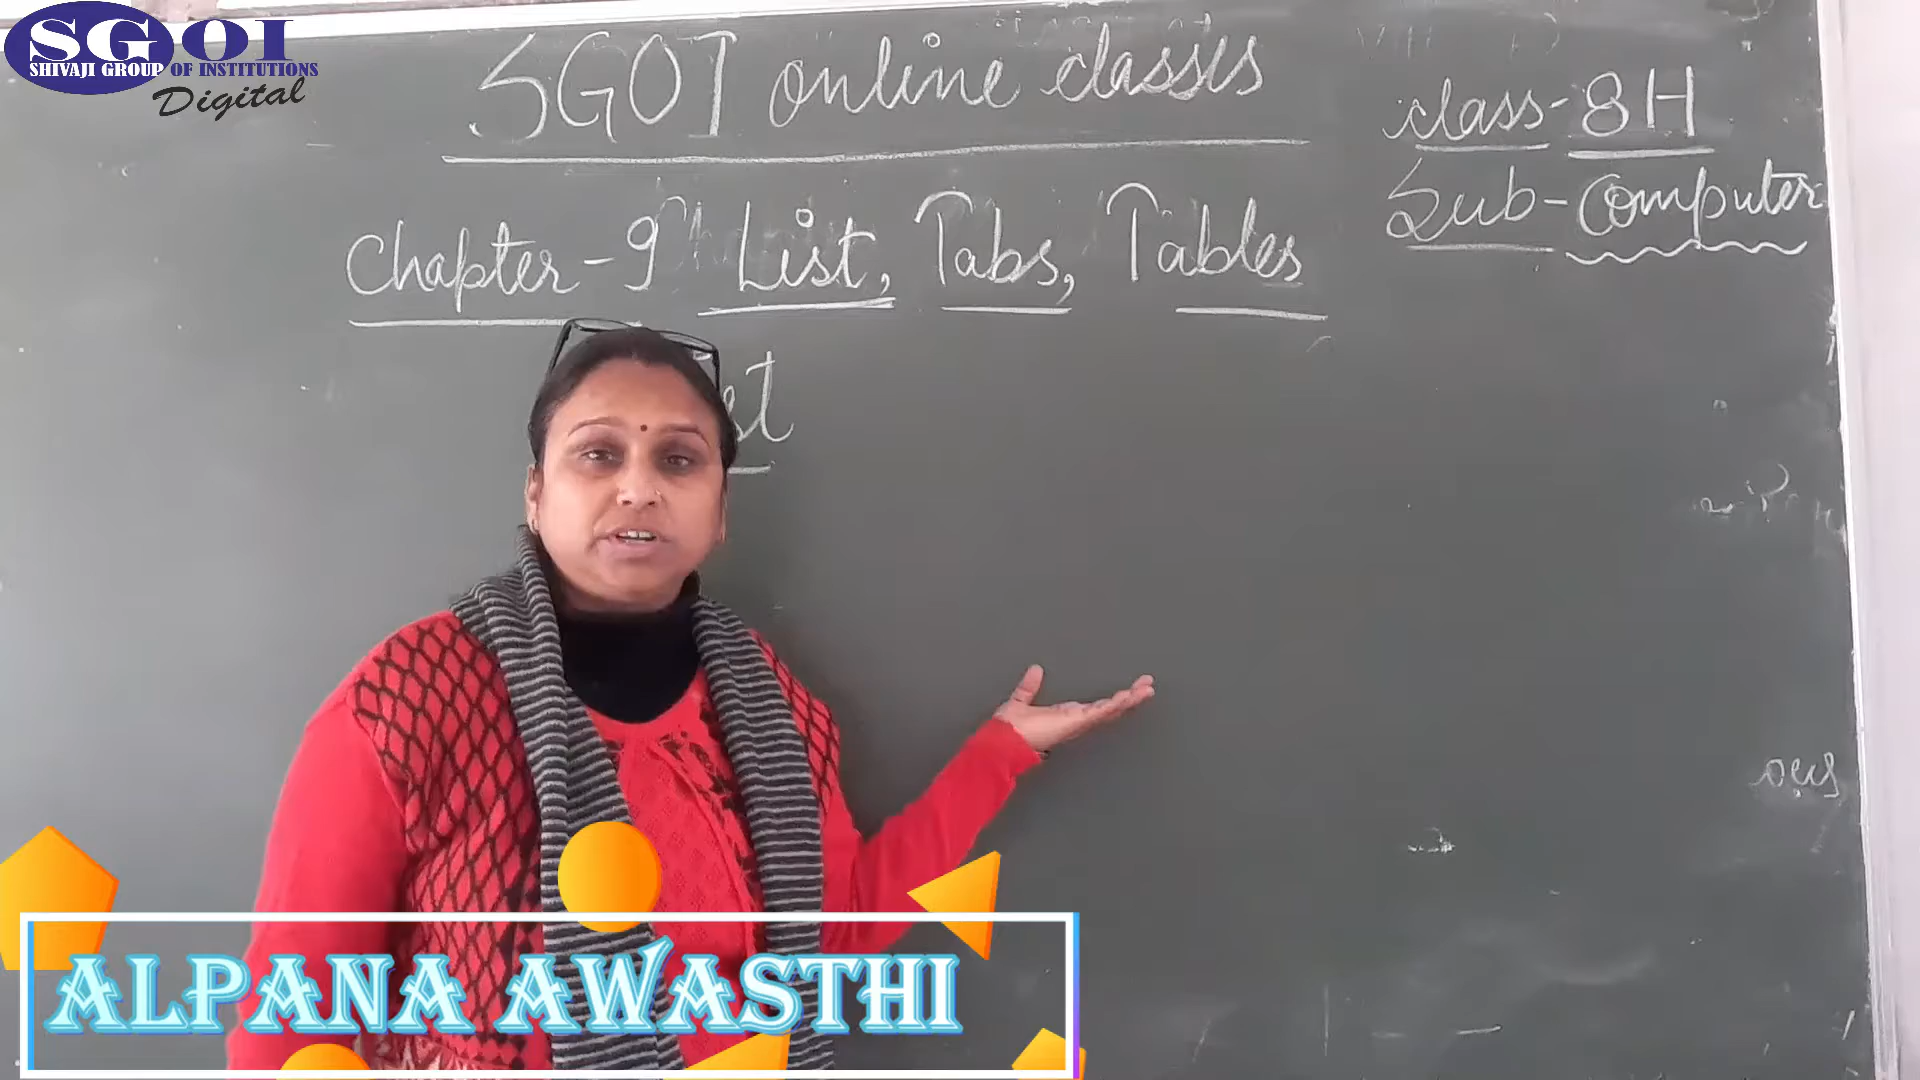 SGOI
SHIVAJI GROUP OF INSTITUTIONS
Digital
SGOI online classes
class-8H
Sub-Computer
Chapter-9 List, Tabs, Tables
ALPANA AWASTHI